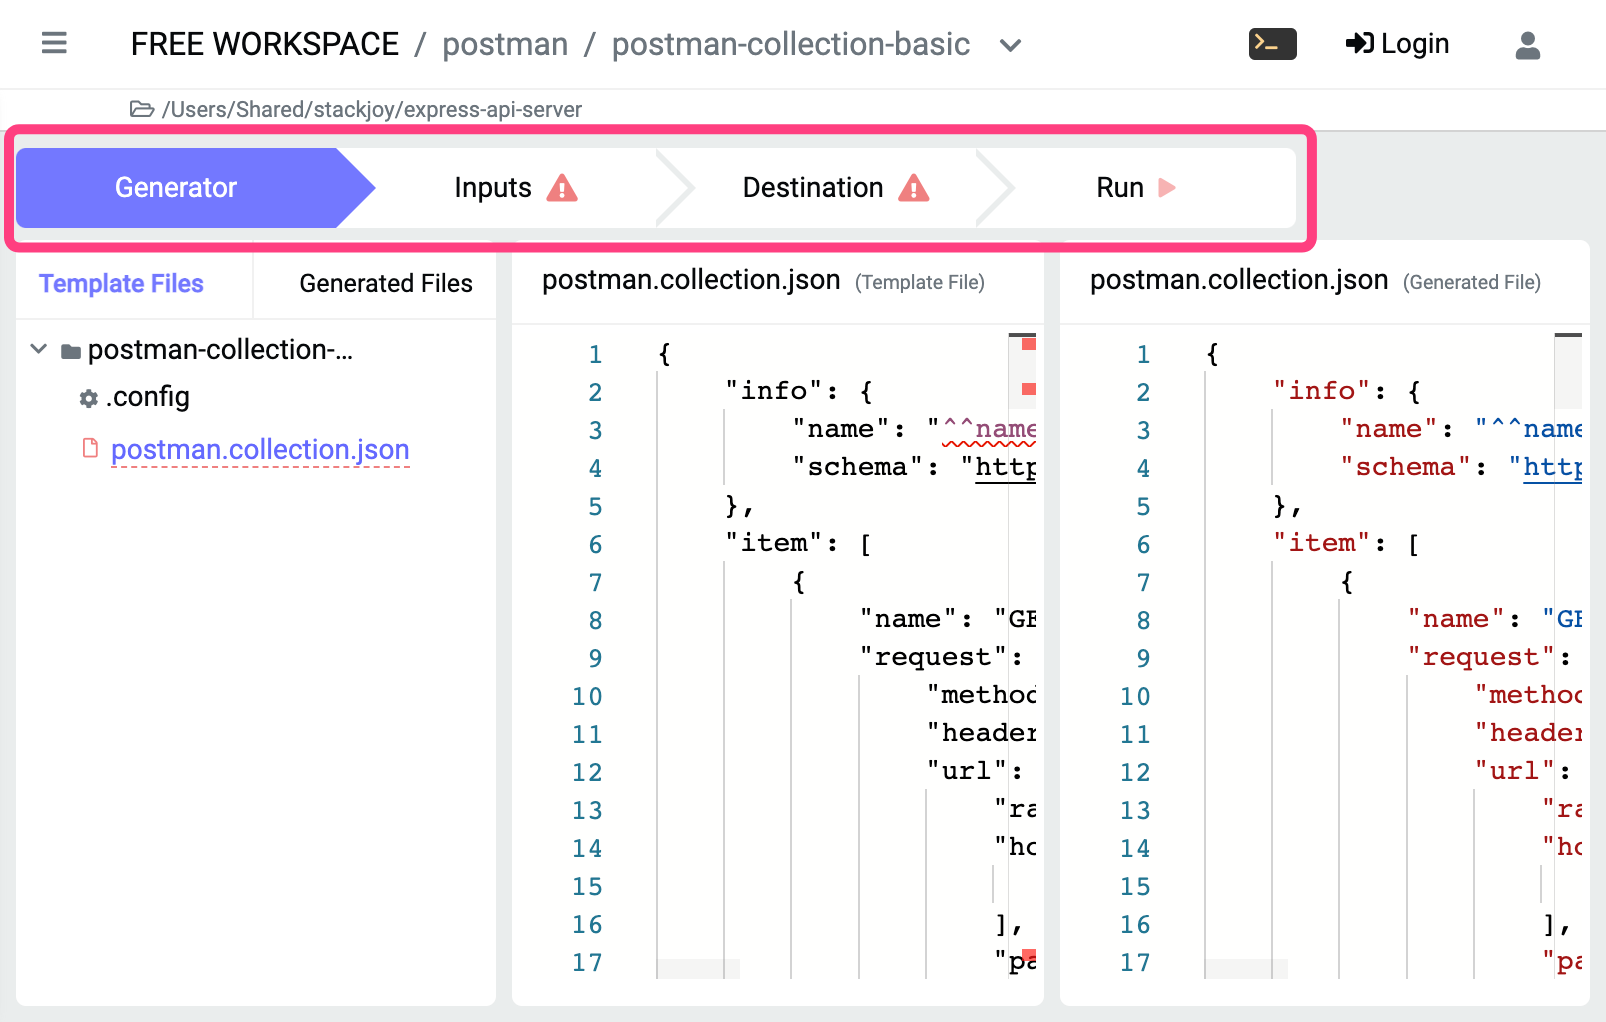 FREE WORKSPACE / postman / postman-collection-basic
Login
/Users/Shared/stackjoy/express-api-server
Generator
Inputs
Destination
Run
Template Files
Generated Files
postman-collection-...
.config
postman.collection.json
postman.collection.json (Template File)
1 {
2 "info": {
3 "name": "^^name
4 "schema": "http
5 },
6 "item": [
7 {
8 "name": "GE
9 "request":
10 "method
11 "header
12 "url":
13 "ra
14 "ho
15
16 ],
17 "pa
postman.collection.json (Generated File)
1 {
2 "info": {
3 "name": "^^name
4 "schema": "http
5 },
6 "item": [
7 {
8 "name": "GE
9 "request":
10 "method
11 "header
12 "url":
13 "ra
14 "ho
15
16 ],
17 "pa